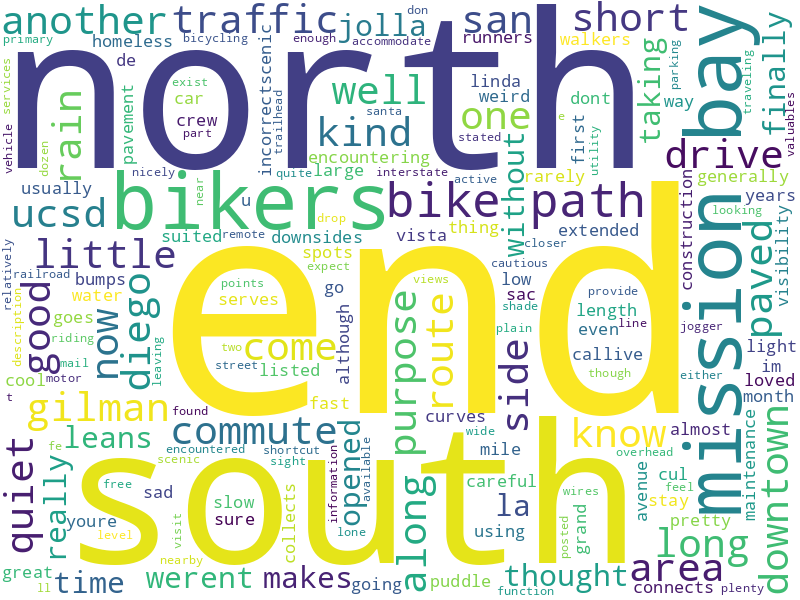 another
traffic
san
short
primary
homeless
bicycling
jolla
don
enough
accommodate
runners
walkers
north
bay
finally
services
de
exist
car
crew
part
well
linda
weird
one
dont
taking
parking
way
traveling
valuables
vehicle
dozen
rain
pavement
incorrectsceni
trailhead
santa
kind
stated
e
first
utility
encountering
drive
nicely
quite
large
interstate
active
rarely
generally
usually
near
u
bikers
bike
path
without
years
looking
ucsd
suited
drop
remote
downsides
vista
thing
extended
construction
visibility
relatively
railroad
little
expect
spots
closer
cautious
mission
paved
bumps
water
points
serves
go
views
low
sac
shade
provide
length
description
good
now
goes
diego
riding
end
purpose
route
side
plain
even
line
jogger
mail
leaving
two
come
although
callive
light
cool
motor
street
listed
though
either
im
t
loved
gilman
found
fast
curves
know
month
quiet
leans
commute
wide
mile
almost
encountered
shortcut
opened
available
overhead
maintenance
downtown
fe
scenic
sight
information
careful
avenue
cul
feel
really
sad
free
slow
south
along
la
wires
stay
youre
level
visit
sure
collects
lone
using
posted
grand
pretty
long
great
nearby
puddle
thought
area
ll
time
werent
makes
going
function
connects
plenty